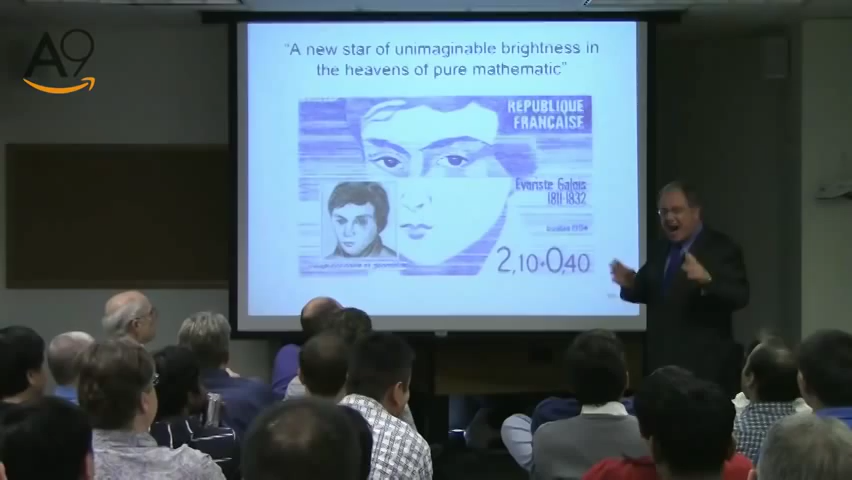 A9
“A new star of unimaginable brightness in
the heavens of pure mathematic”
REPUBLIQUE
FRANÇAISE
Evariste Galois
1811-1832
2,10+0,40